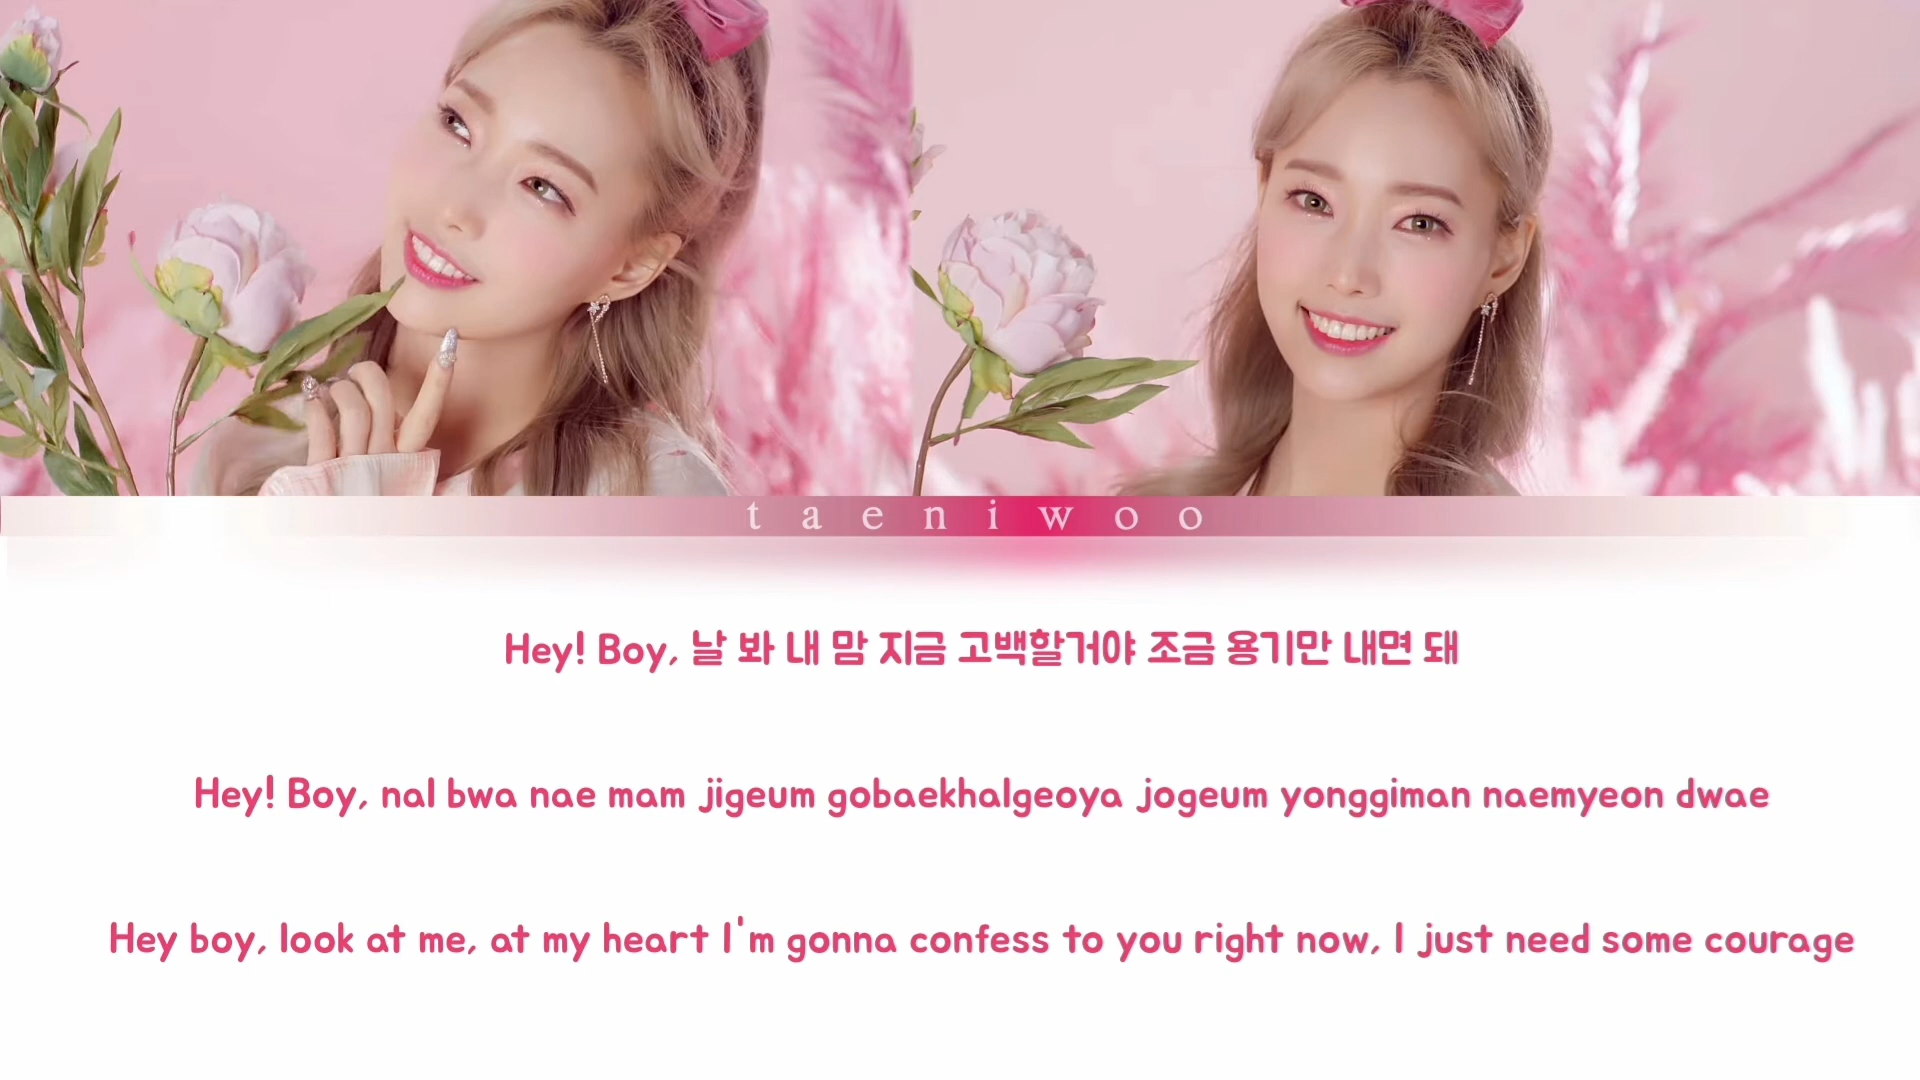 taeniwoo
Hey! Boy, 날 봐 내 맘 지금 고백할거야 조금 용기만 내면 돼
Hey! Boy, nal bwa nae mam jigeum gobaekhalgeoya jogeum yonggiman naemyeon dwae
Hey boy, look at me, at my heart I'm gonna confess to you right now, I just need some courage